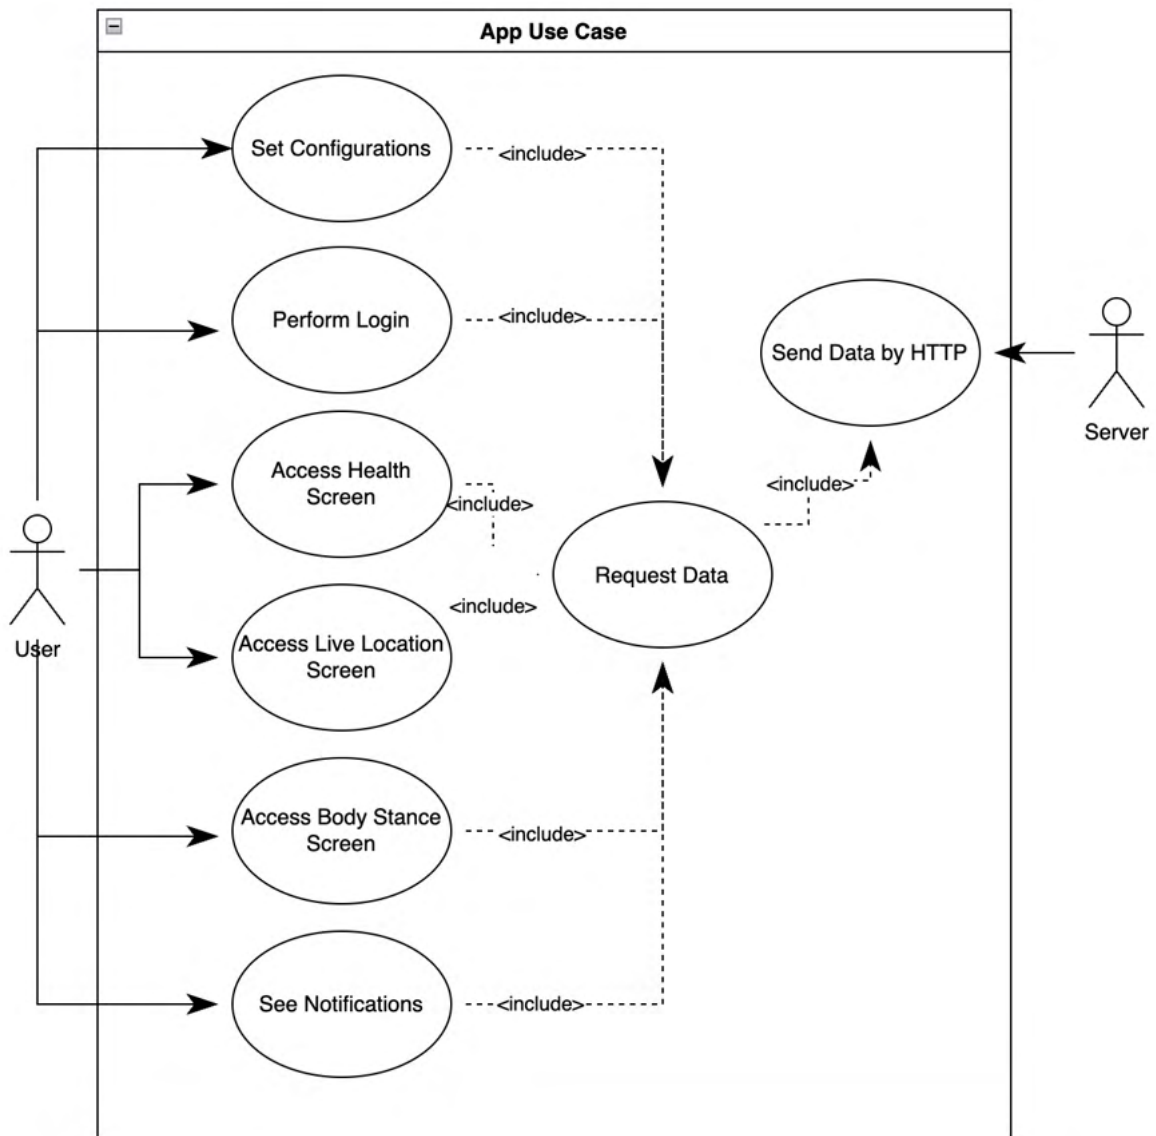 App Use Case
Set Configurations
<include>
Perform Login
<include>
Send Data by HTTP
Server
Access Health
Screen
<include>
<include>
Request Data
<include>
User
Access Live Location
Screen
Access Body Stance
Screen
<include>
See Notifications
<include>